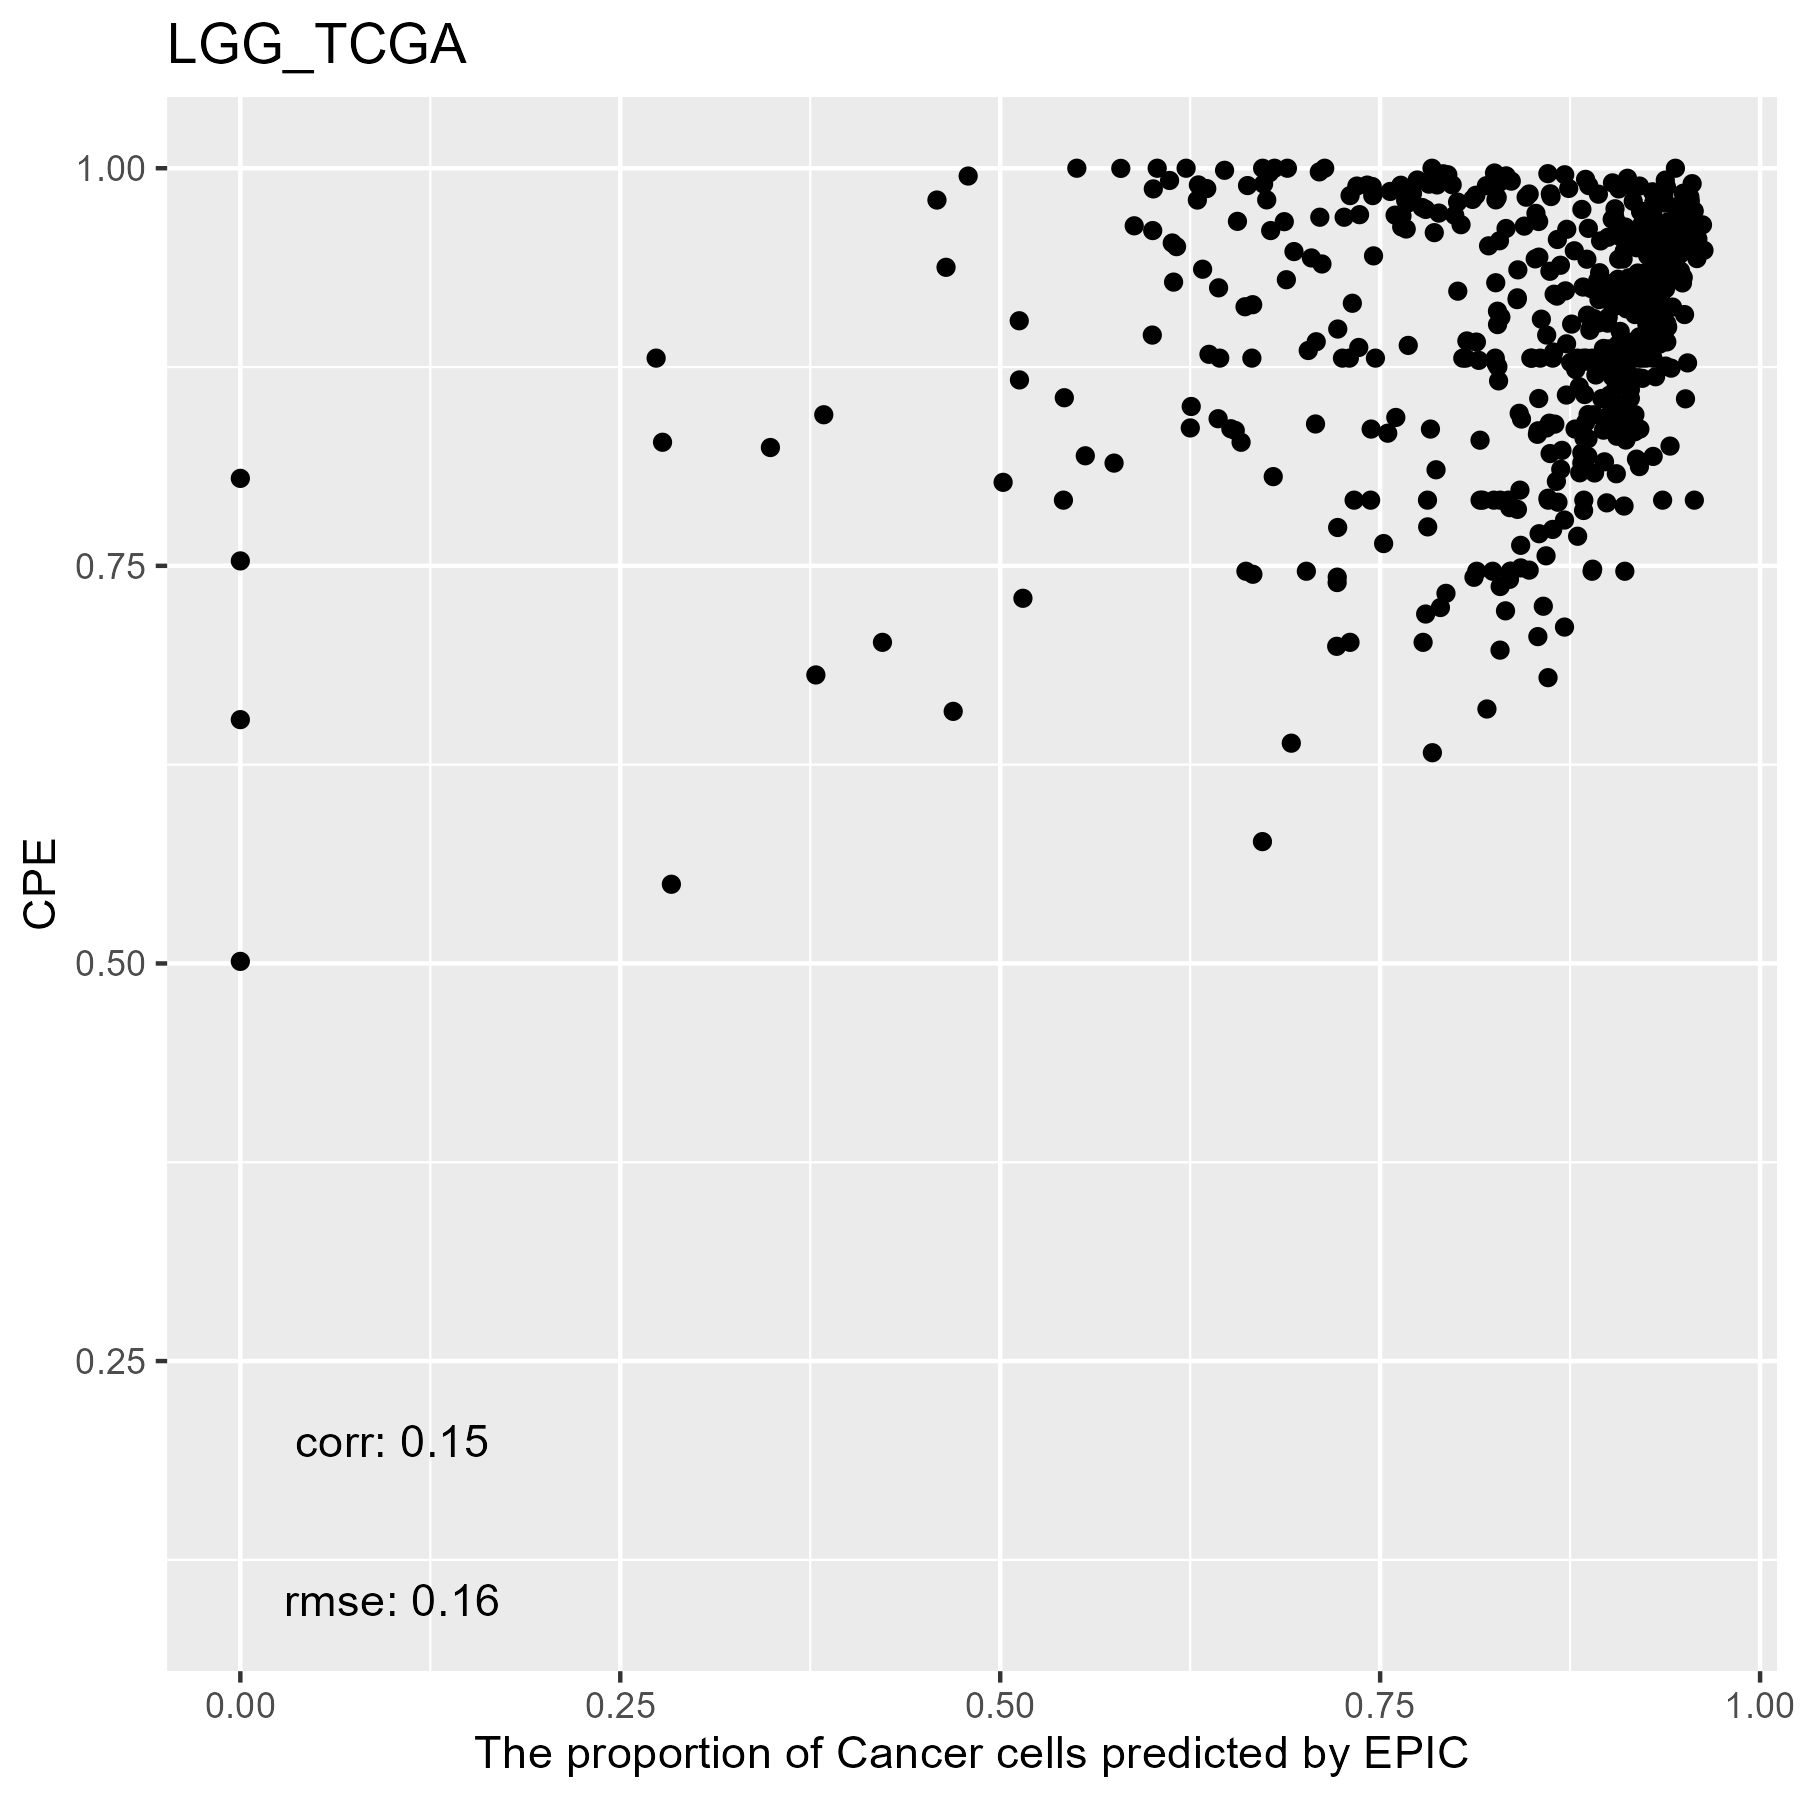 LGG_TCGA
CPE
1.00
0.75
0.50
0.25
corr: 0.15
rmse: 0.16
0.00 0.25 0.50 0.75 1.00
The proportion of Cancer cells predicted by EPIC